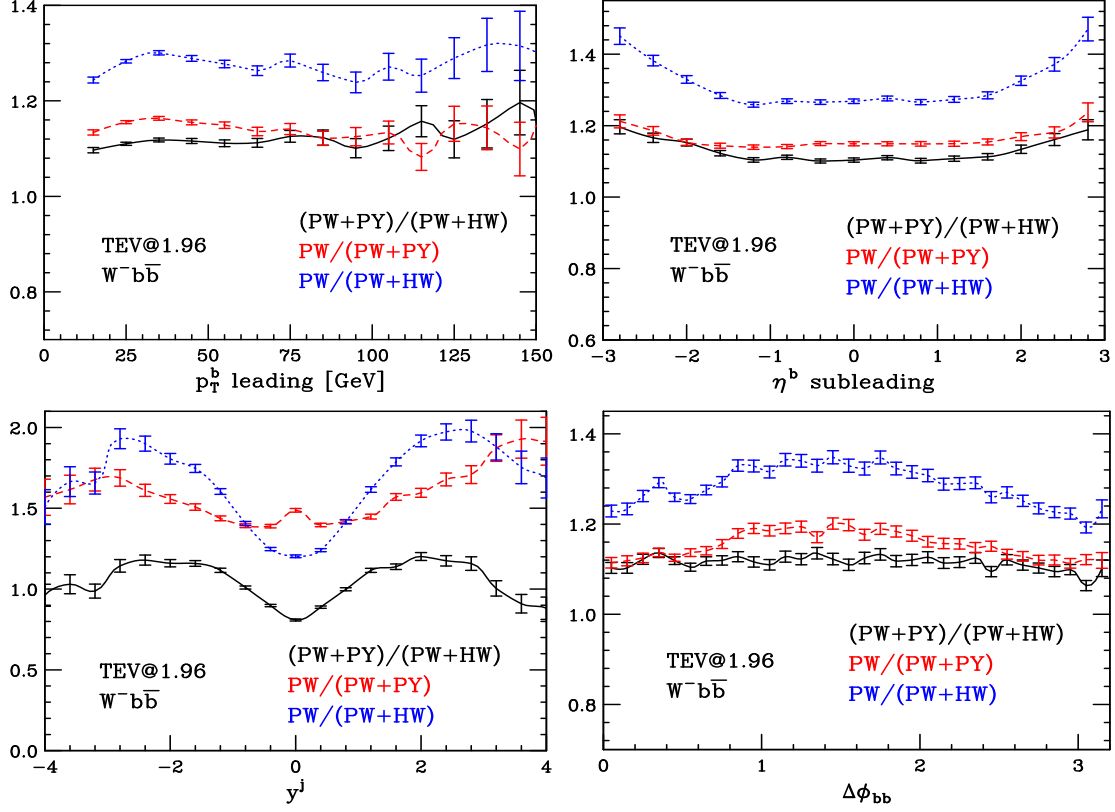 1.4
1.2
1.0
0.8
(PW+PY)/(PW+HW)
TEV@1.96
PW/(PW+PY)
W⁻bb̅
PW/(PW+HW)
0 25 50 75 100 125 150
p_T^b leading [GeV]
1.4
1.2
1.0
0.8
0.6
(PW+PY)/(PW+HW)
TEV@1.96
PW/(PW+PY)
W⁻bb̅
PW/(PW+HW)
−3 −2 −1 0 1 2 3
η^b subleading
2.0
1.5
1.0
0.5
0.0
(PW+PY)/(PW+HW)
TEV@1.96
PW/(PW+PY)
W⁻bb̅
PW/(PW+HW)
−4 −2 0 2 4
y^j
1.4
1.2
1.0
0.8
(PW+PY)/(PW+HW)
TEV@1.96
PW/(PW+PY)
W⁻bb̅
PW/(PW+HW)
0 1 2 3
Δϕ_bb